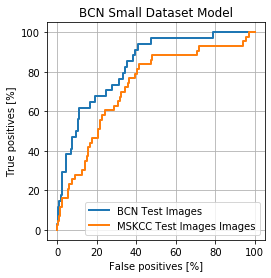 BCN Small Dataset Model
True positives [%]
100
80
60
40
20
0
BCN Test Images
MSKCC Test Images Images
0 20 40 60 80 100
False positives [%]